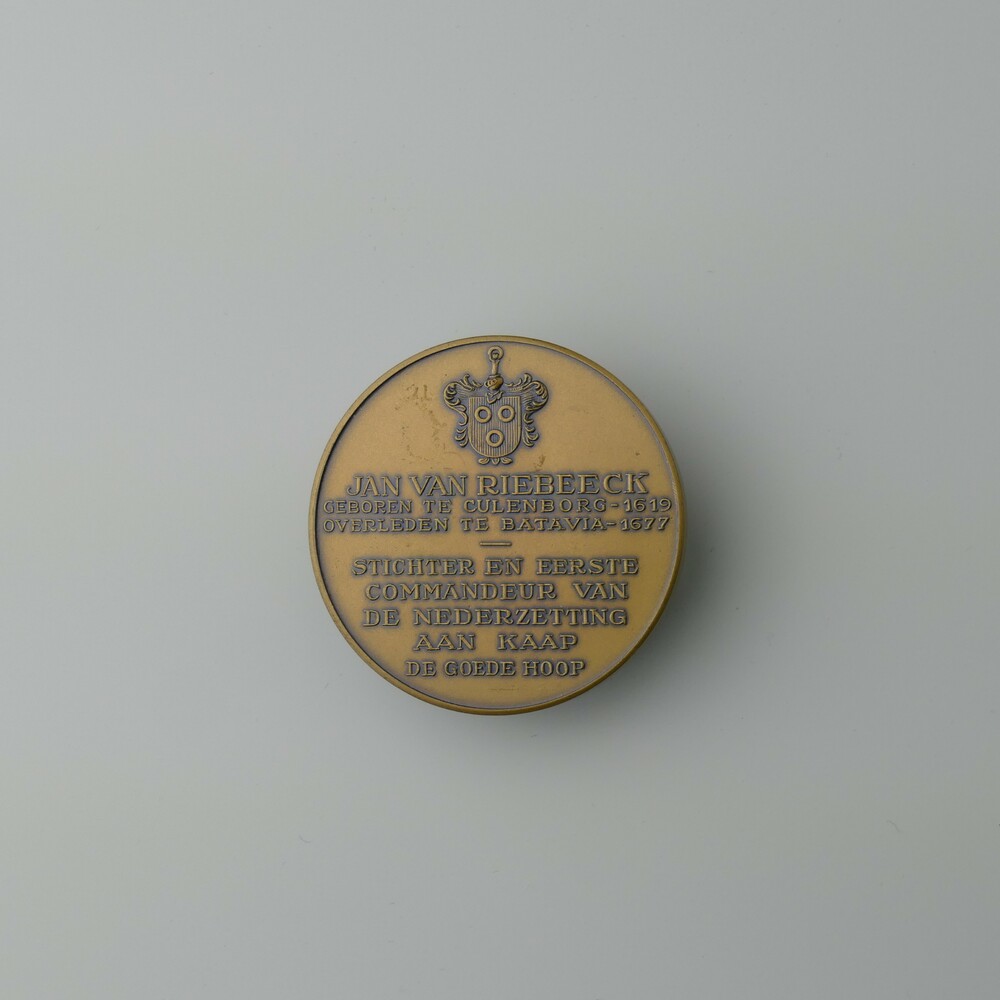 JAN VAN RIEBEECK
GEBOREN TE CULENBORG-1619
OVERLEDEN TE BATAVIA-1677
STICHTER EN EERSTE
COMMANDEUR VAN
DE NEDERZETTING
AAN KAAP
DE GOEDE HOOP